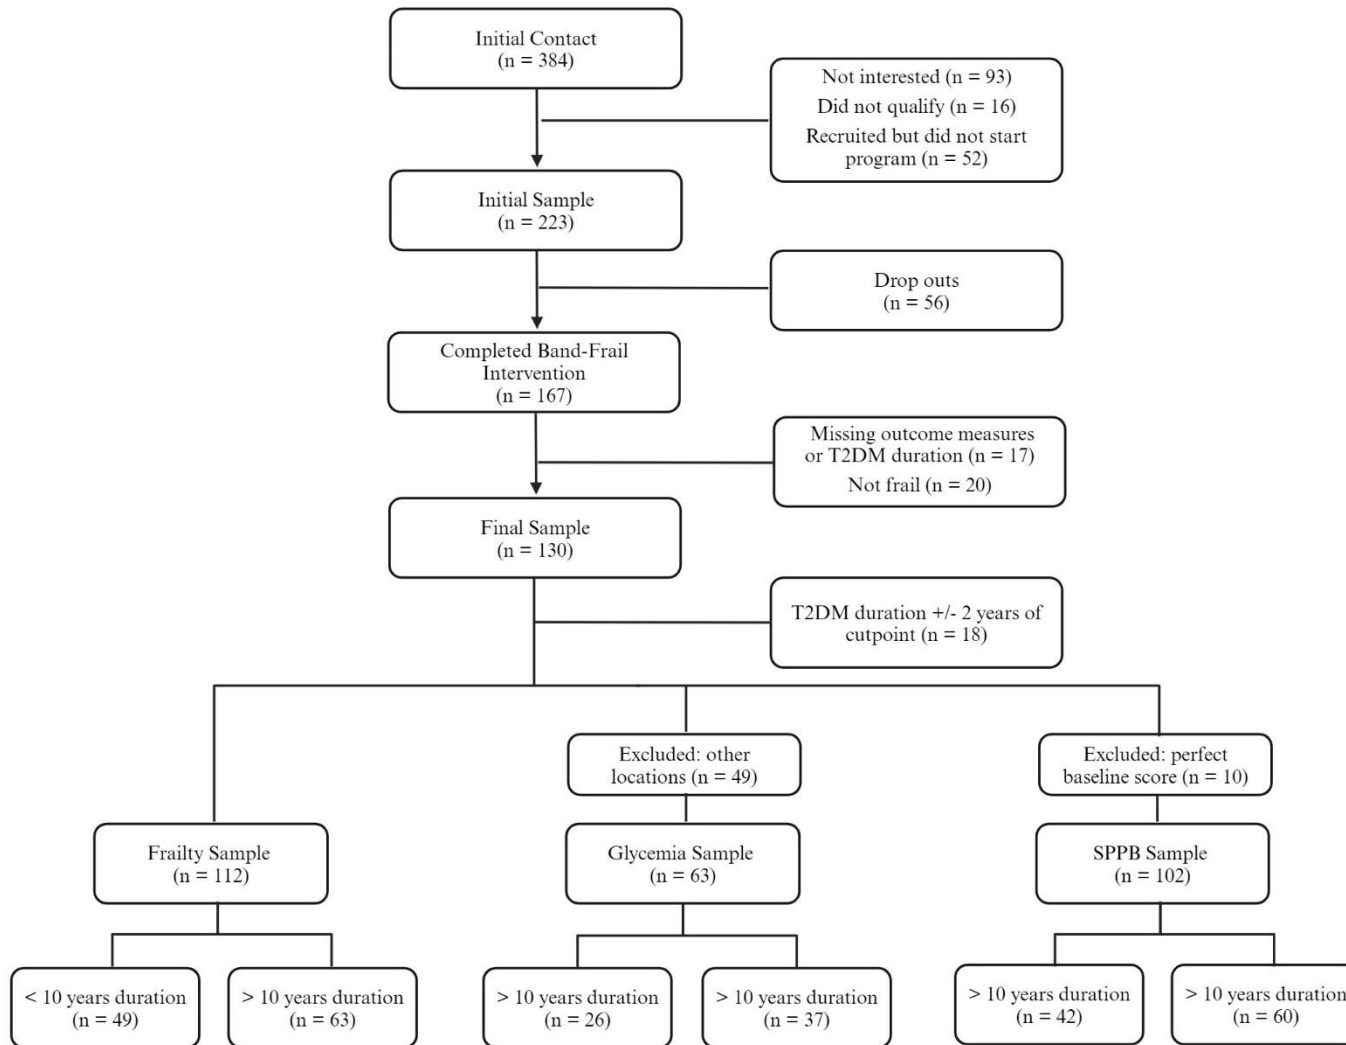 Initial Contact
(n = 384)
Not interested (n = 93)
Did not qualify (n = 16)
Recruited but did not start
program (n = 52)
Initial Sample
(n = 223)
Drop outs
(n = 56)
Completed Band-Frail
Intervention
(n = 167)
Missing outcome measures
or T2DM duration (n = 17)
Not frail (n = 20)
Final Sample
(n = 130)
T2DM duration +/- 2 years of
cutpoint (n = 18)
Excluded: other
locations (n = 49)
Excluded: perfect
baseline score (n = 10)
Frailty Sample
(n = 112)
Glycemia Sample
(n = 63)
SPPB Sample
(n = 102)
< 10 years duration
(n = 49)
> 10 years duration
(n = 63)
> 10 years duration
(n = 26)
> 10 years duration
(n = 37)
> 10 years duration
(n = 42)
> 10 years duration
(n = 60)